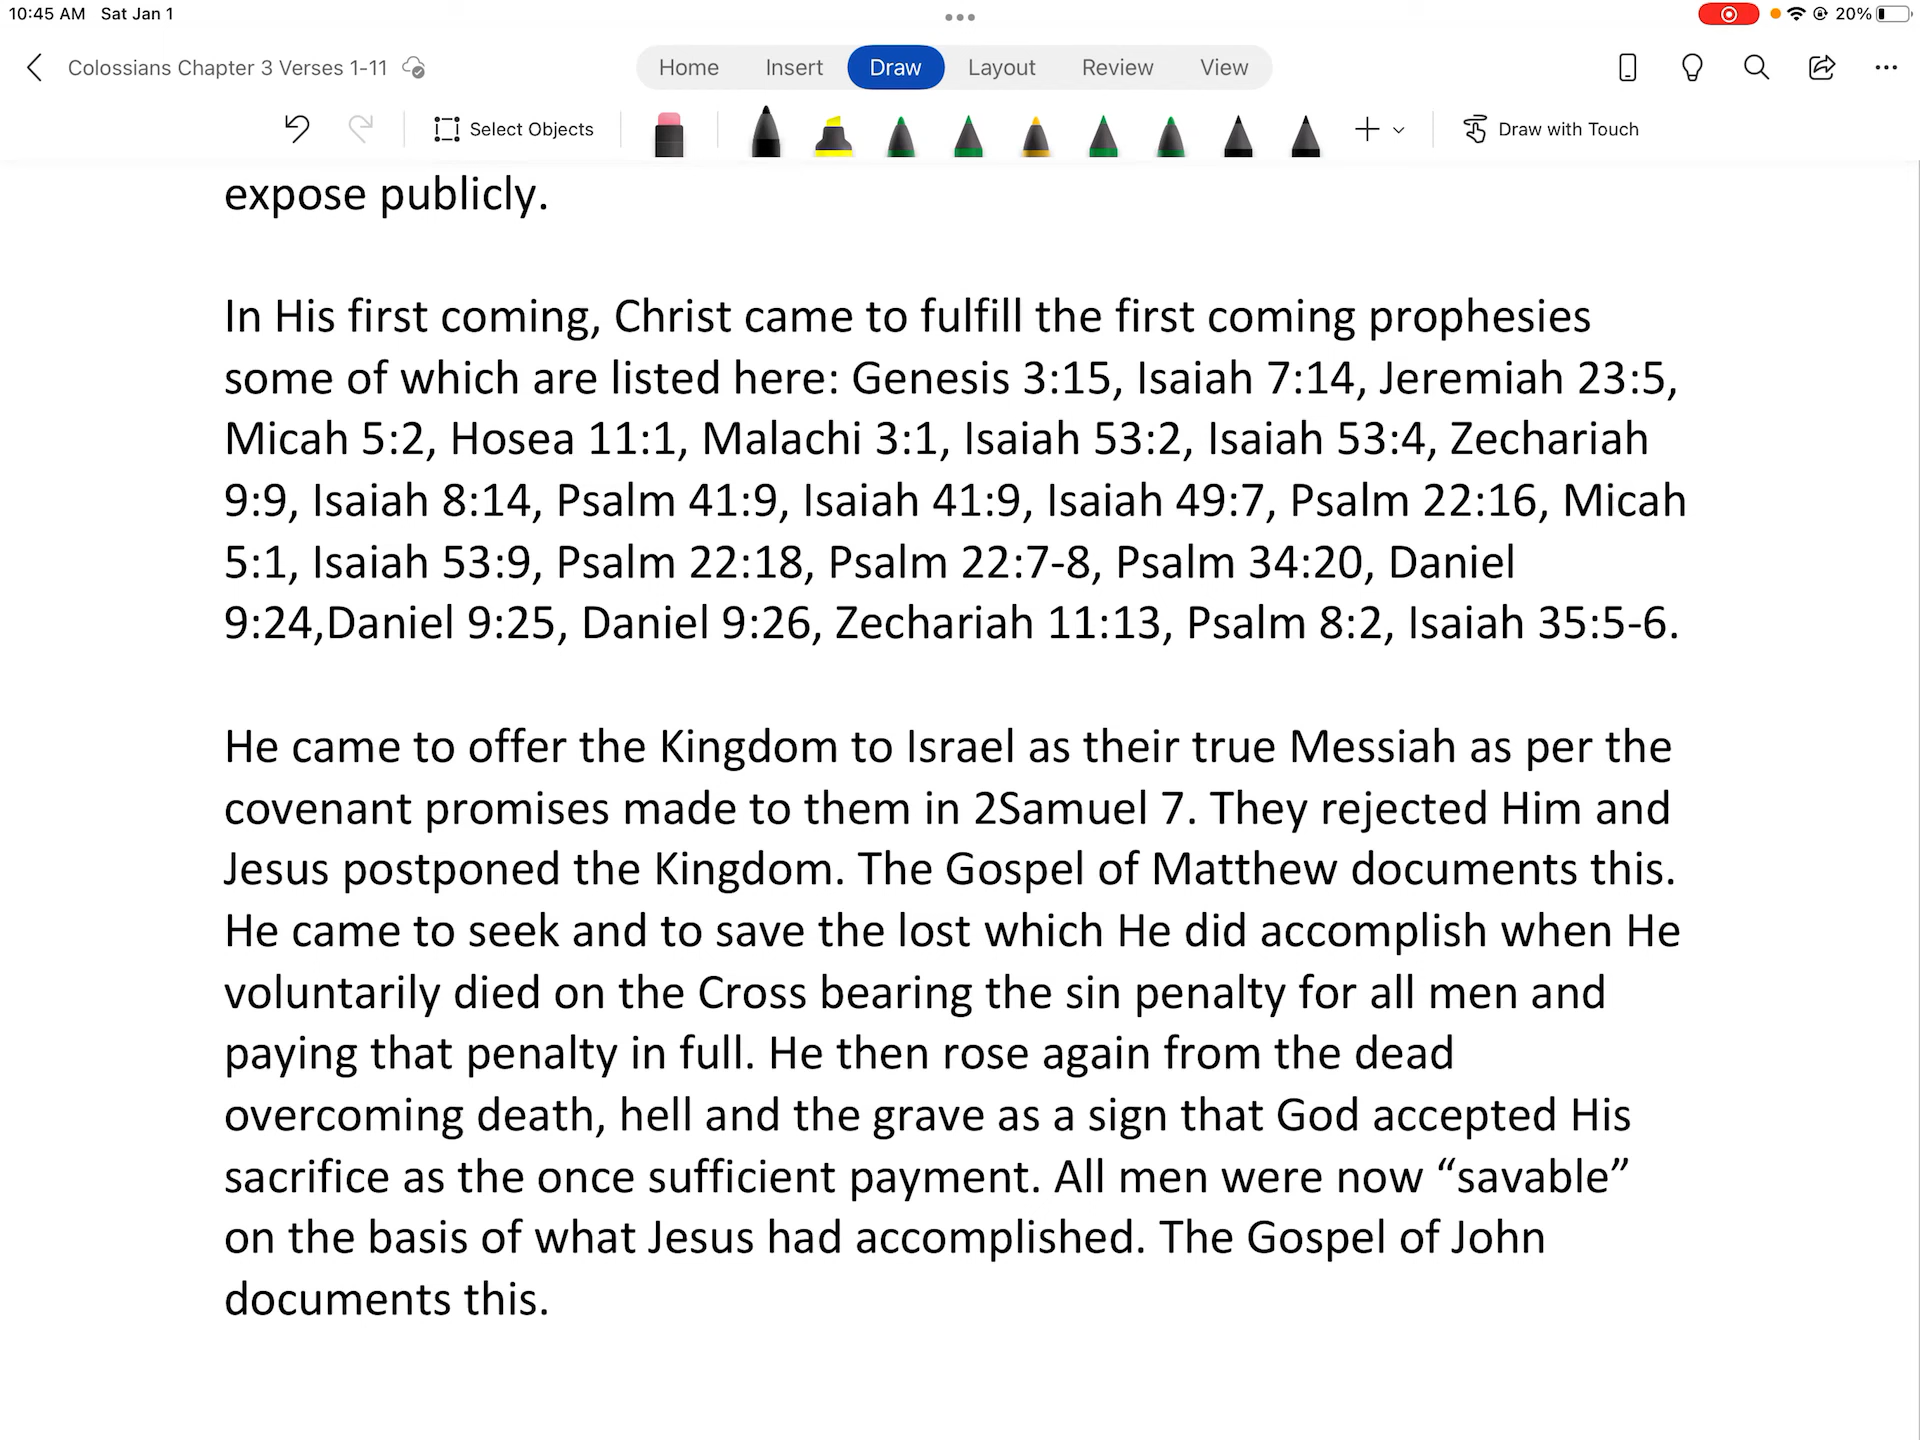 10:45 AM Sat Jan 1
20%
Colossians Chapter 3 Verses 1-11
Home Insert Draw Layout Review View
Select Objects
Draw with Touch
expose publicly.
In His first coming, Christ came to fulfill the first coming prophesies
some of which are listed here: Genesis 3:15, Isaiah 7:14, Jeremiah 23:5,
Micah 5:2, Hosea 11:1, Malachi 3:1, Isaiah 53:2, Isaiah 53:4, Zechariah
9:9, Isaiah 8:14, Psalm 41:9, Isaiah 41:9, Isaiah 49:7, Psalm 22:16, Micah
5:1, Isaiah 53:9, Psalm 22:18, Psalm 22:7-8, Psalm 34:20, Daniel
9:24,Daniel 9:25, Daniel 9:26, Zechariah 11:13, Psalm 8:2, Isaiah 35:5-6.
He came to offer the Kingdom to Israel as their true Messiah as per the
covenant promises made to them in 2Samuel 7. They rejected Him and
Jesus postponed the Kingdom. The Gospel of Matthew documents this.
He came to seek and to save the lost which He did accomplish when He
voluntarily died on the Cross bearing the sin penalty for all men and
paying that penalty in full. He then rose again from the dead
overcoming death, hell and the grave as a sign that God accepted His
sacrifice as the once sufficient payment. All men were now “savable”
on the basis of what Jesus had accomplished. The Gospel of John
documents this.